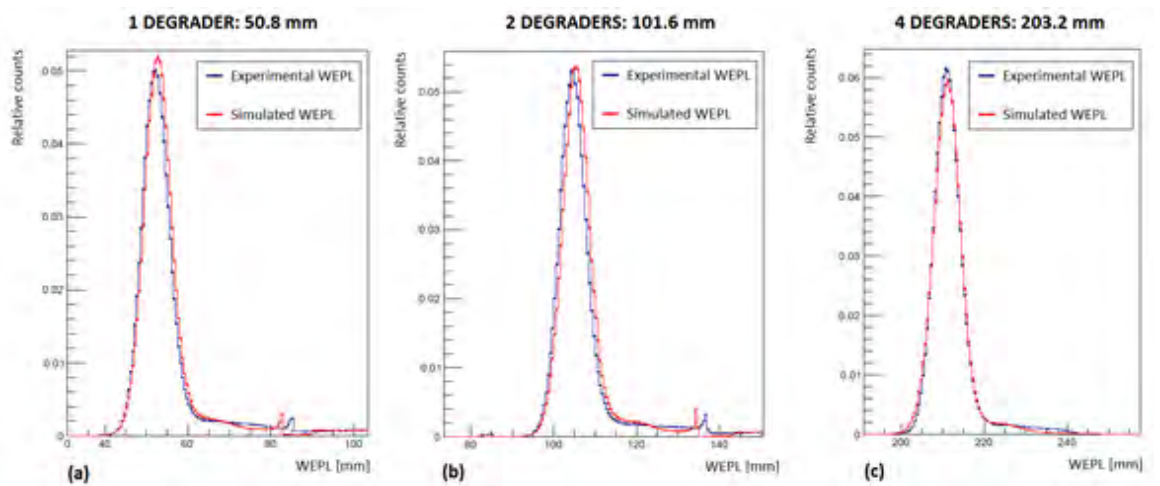 1 DEGRADER: 50.8 mm
Relative counts
0.05
0.04
0.03
0.02
0.01
0
Experimental WEPL
Simulated WEPL
40
60
80
100
WEPL [mm]
(a)
2 DEGRADERS: 101.6 mm
Relative counts
0.05
0.04
0.03
0.02
0.01
0
Experimental WEPL
Simulated WEPL
80
100
120
140
WEPL [mm]
(b)
4 DEGRADERS: 203.2 mm
Relative counts
0.06
0.05
0.04
0.03
0.02
0.01
0
Experimental WEPL
Simulated WEPL
200
220
240
WEPL [mm]
(c)